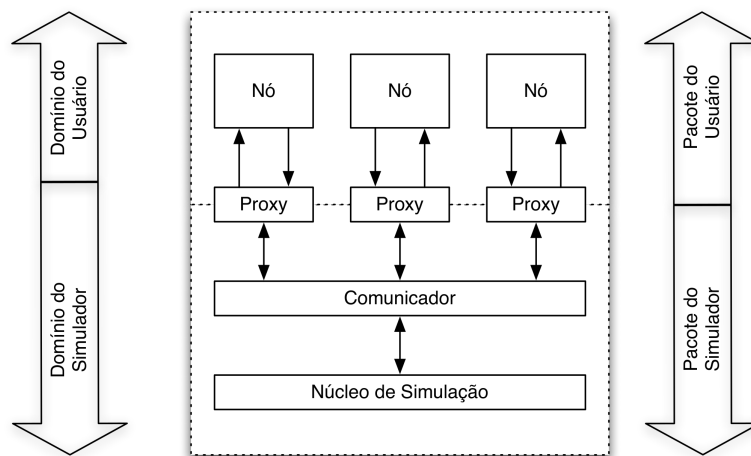 Domínio do
Usuário
Domínio do
Simulador
Nó
Nó
Nó
Proxy
Proxy
Proxy
Comunicador
Núcleo de Simulação
Pacote do
Usuário
Pacote do
Simulador